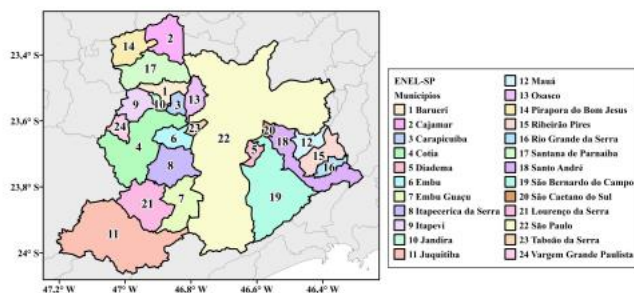 23,4° S
23,6° S
23,8° S
24° S
47,2° W
47° W
46,8° W
46,6° W
46,4° W
14
2
17
1
13
9
10
3
24
23
4
6
22
8
20
5
18
12
15
16
7
21
19
11
ENEL-SP
Municípios
1 Barueri
2 Cajamar
3 Carapicuiba
4 Cotia
5 Diadema
6 Embu
7 Embu Guaçu
8 Itapecerica da Serra
9 Itapevi
10 Jandira
11 Juquitiba
12 Mauá
13 Osasco
14 Pirapora do Bom Jesus
15 Ribeirão Pires
16 Rio Grande da Serra
17 Santana de Parnaíba
18 Santo André
19 São Bernardo do Campo
20 São Caetano do Sul
21 Lourenço da Serra
22 São Paulo
23 Taboão da Serra
24 Vargem Grande Paulista